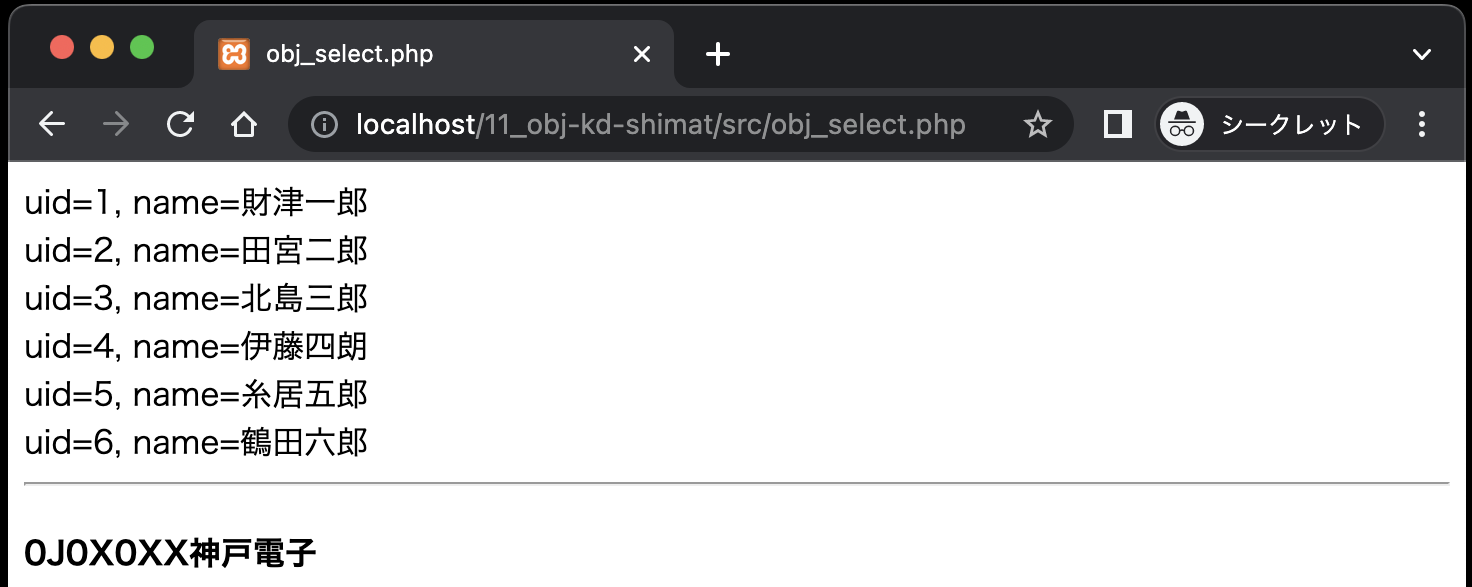 obj_select.php
localhost/11_obj-kd-shimat/src/obj_select.php
シークレット
uid=1, name=財津一郎
uid=2, name=田宮二郎
uid=3, name=北島三郎
uid=4, name=伊藤四朗
uid=5, name=糸居五郎
uid=6, name=鶴田六郎
0J0X0XX神戸電子